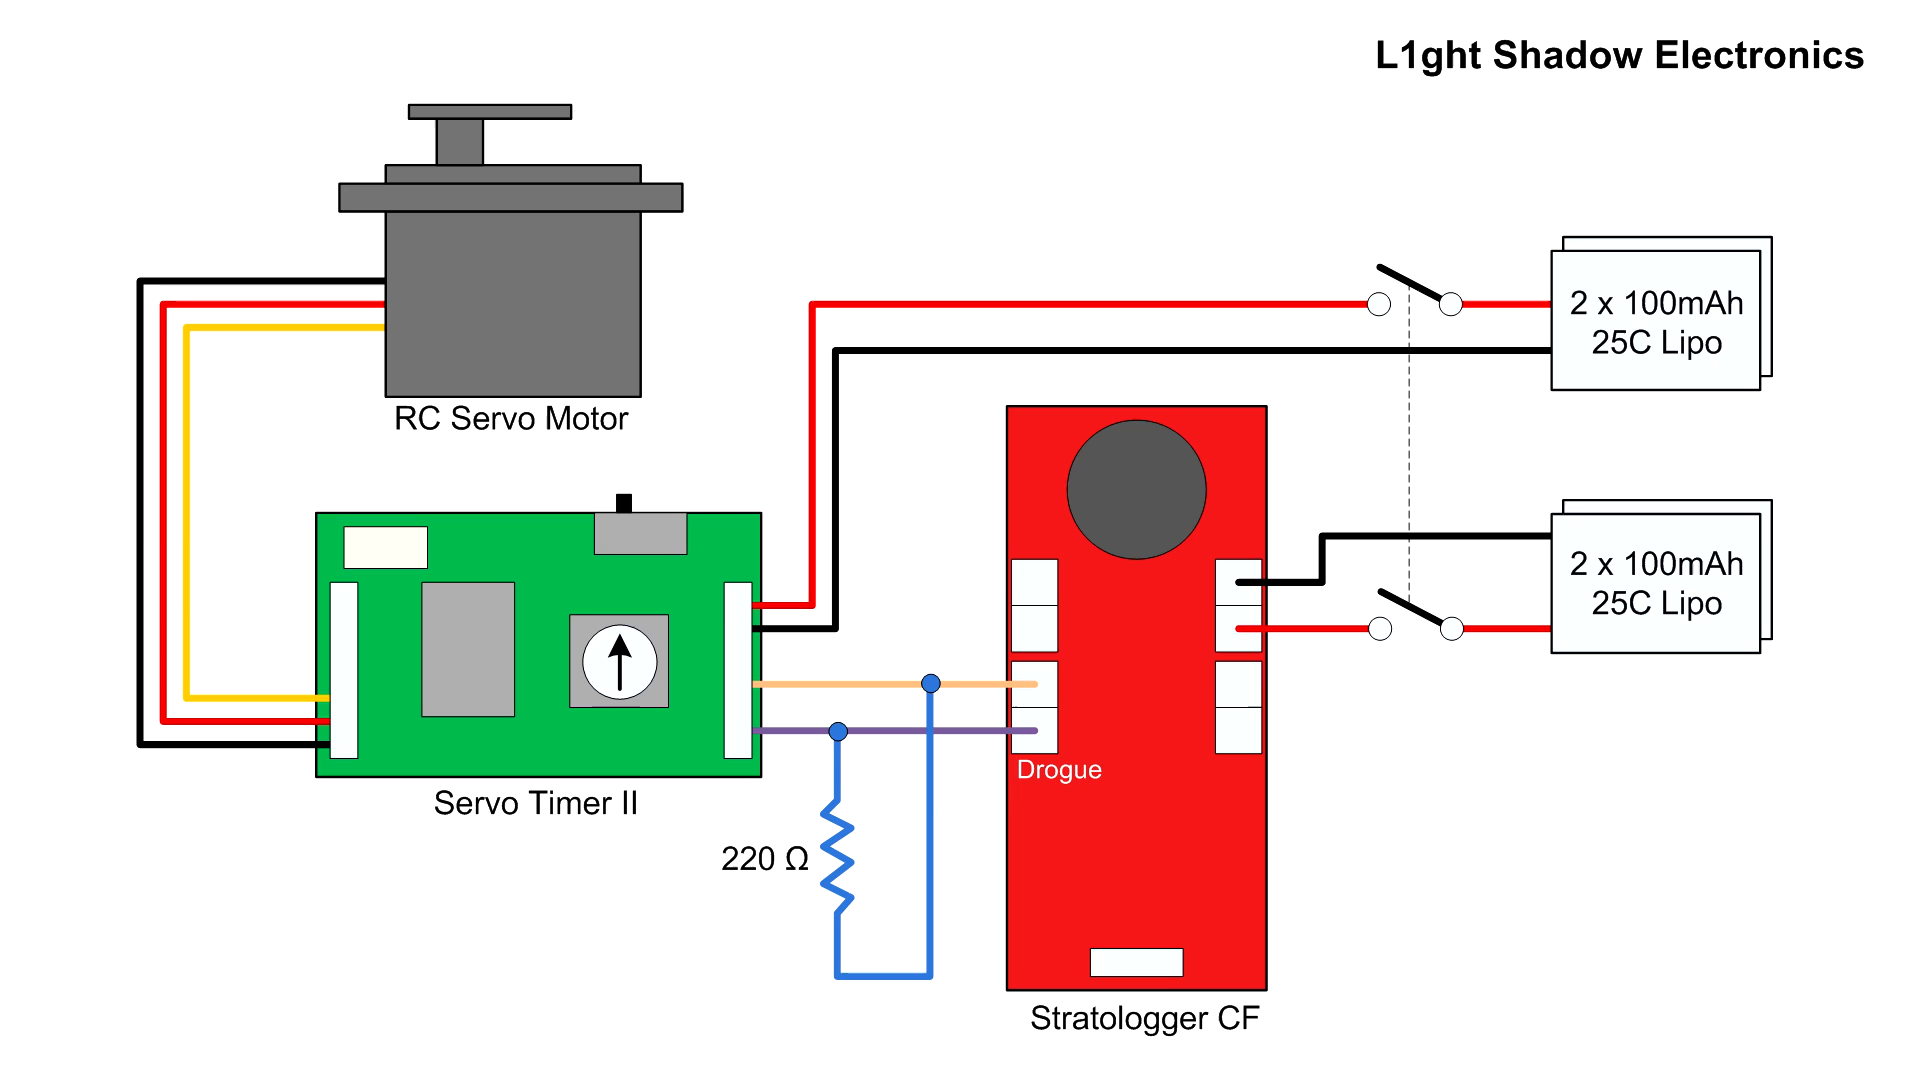 L1ght Shadow Electronics
2 x 100mAh
25C Lipo
RC Servo Motor
2 x 100mAh
25C Lipo
Drogue
Servo Timer II
220 Ω
Stratologger CF